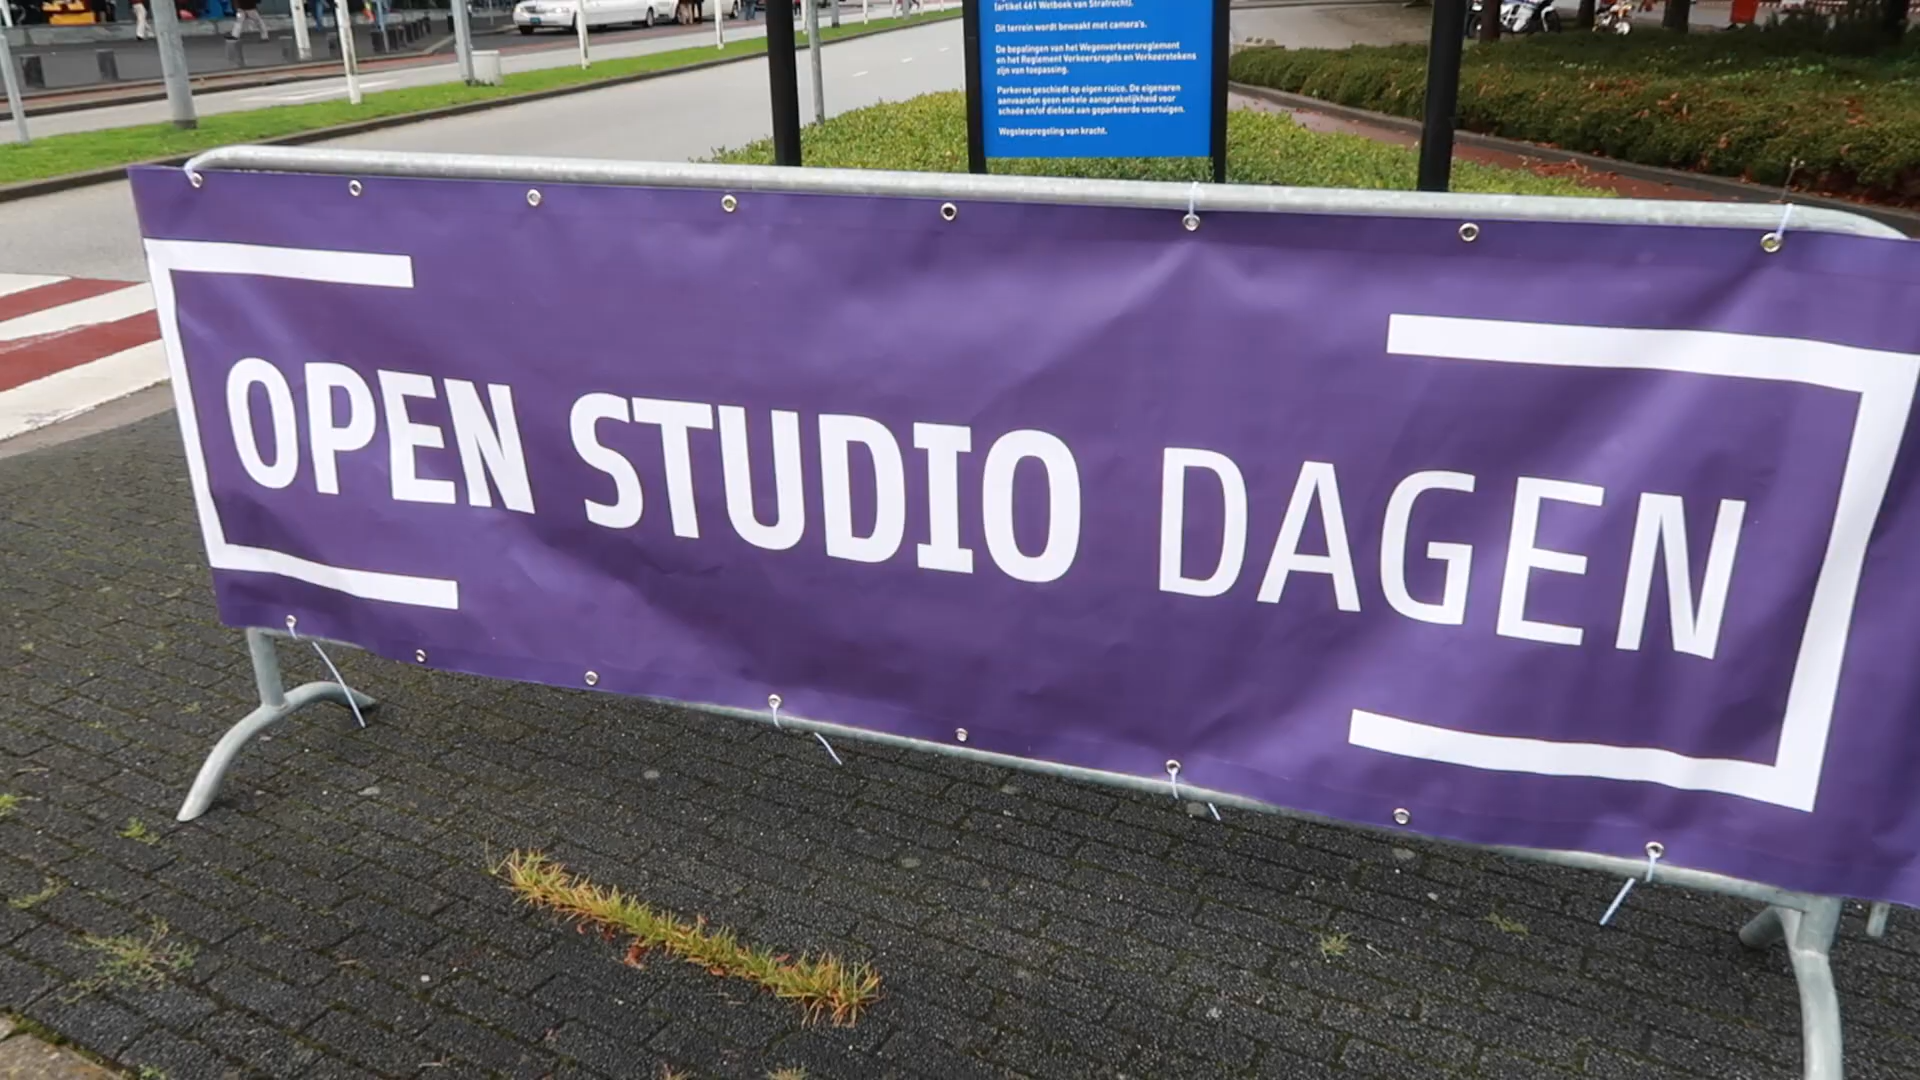 (artikel 461 Wetboek van Strafrecht).
Dit terrein wordt bewaakt met camera's.
De bepalingen van het Wegenverkeersreglement
en het Reglement Verkeersregels en Verkeerstekens
zijn van toepassing.
Parkeren geschiedt op eigen risico. De eigenaren
aanvaarden geen enkele aansprakelijkheid voor
schade en/of diefstal aan geparkeerde voertuigen.
Wegsleepregeling van kracht.
OPEN STUDIO DAGEN